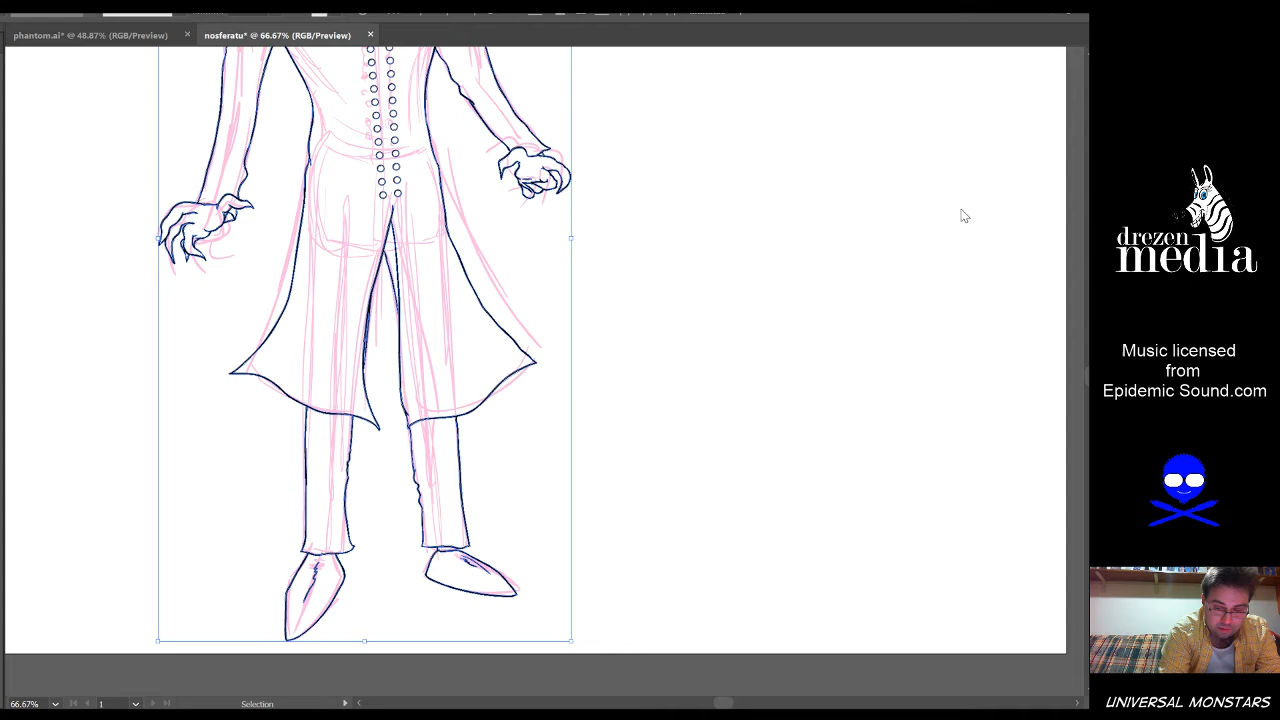 phantom.ai* @ 48.87% (RGB/Preview) ×
nosferatu* @ 66.67% (RGB/Preview) ×
drezen
media
Music licensed
from
Epidemic Sound.com
66.67%
1
Selection
UNIVERSAL MONSTARS